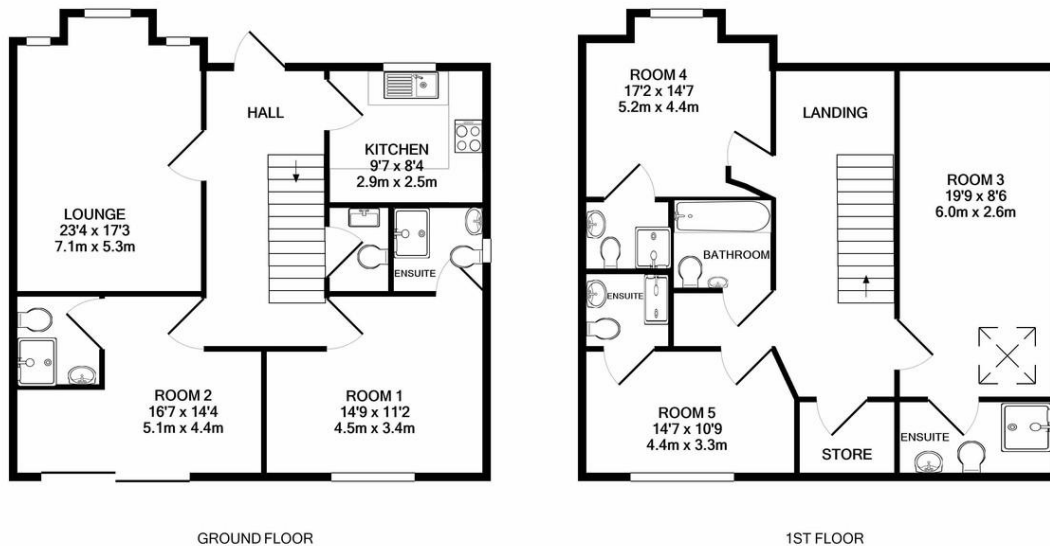 HALL
KITCHEN
9'7 x 8'4
2.9m x 2.5m
LOUNGE
23'4 x 17'3
7.1m x 5.3m
ENSUITE
ROOM 2
16'7 x 14'4
5.1m x 4.4m
ROOM 1
14'9 x 11'2
4.5m x 3.4m
GROUND FLOOR
ROOM 4
17'2 x 14'7
5.2m x 4.4m
LANDING
ROOM 3
19'9 x 8'6
6.0m x 2.6m
BATHROOM
ENSUITE
ROOM 5
14'7 x 10'9
4.4m x 3.3m
STORE
ENSUITE
1ST FLOOR